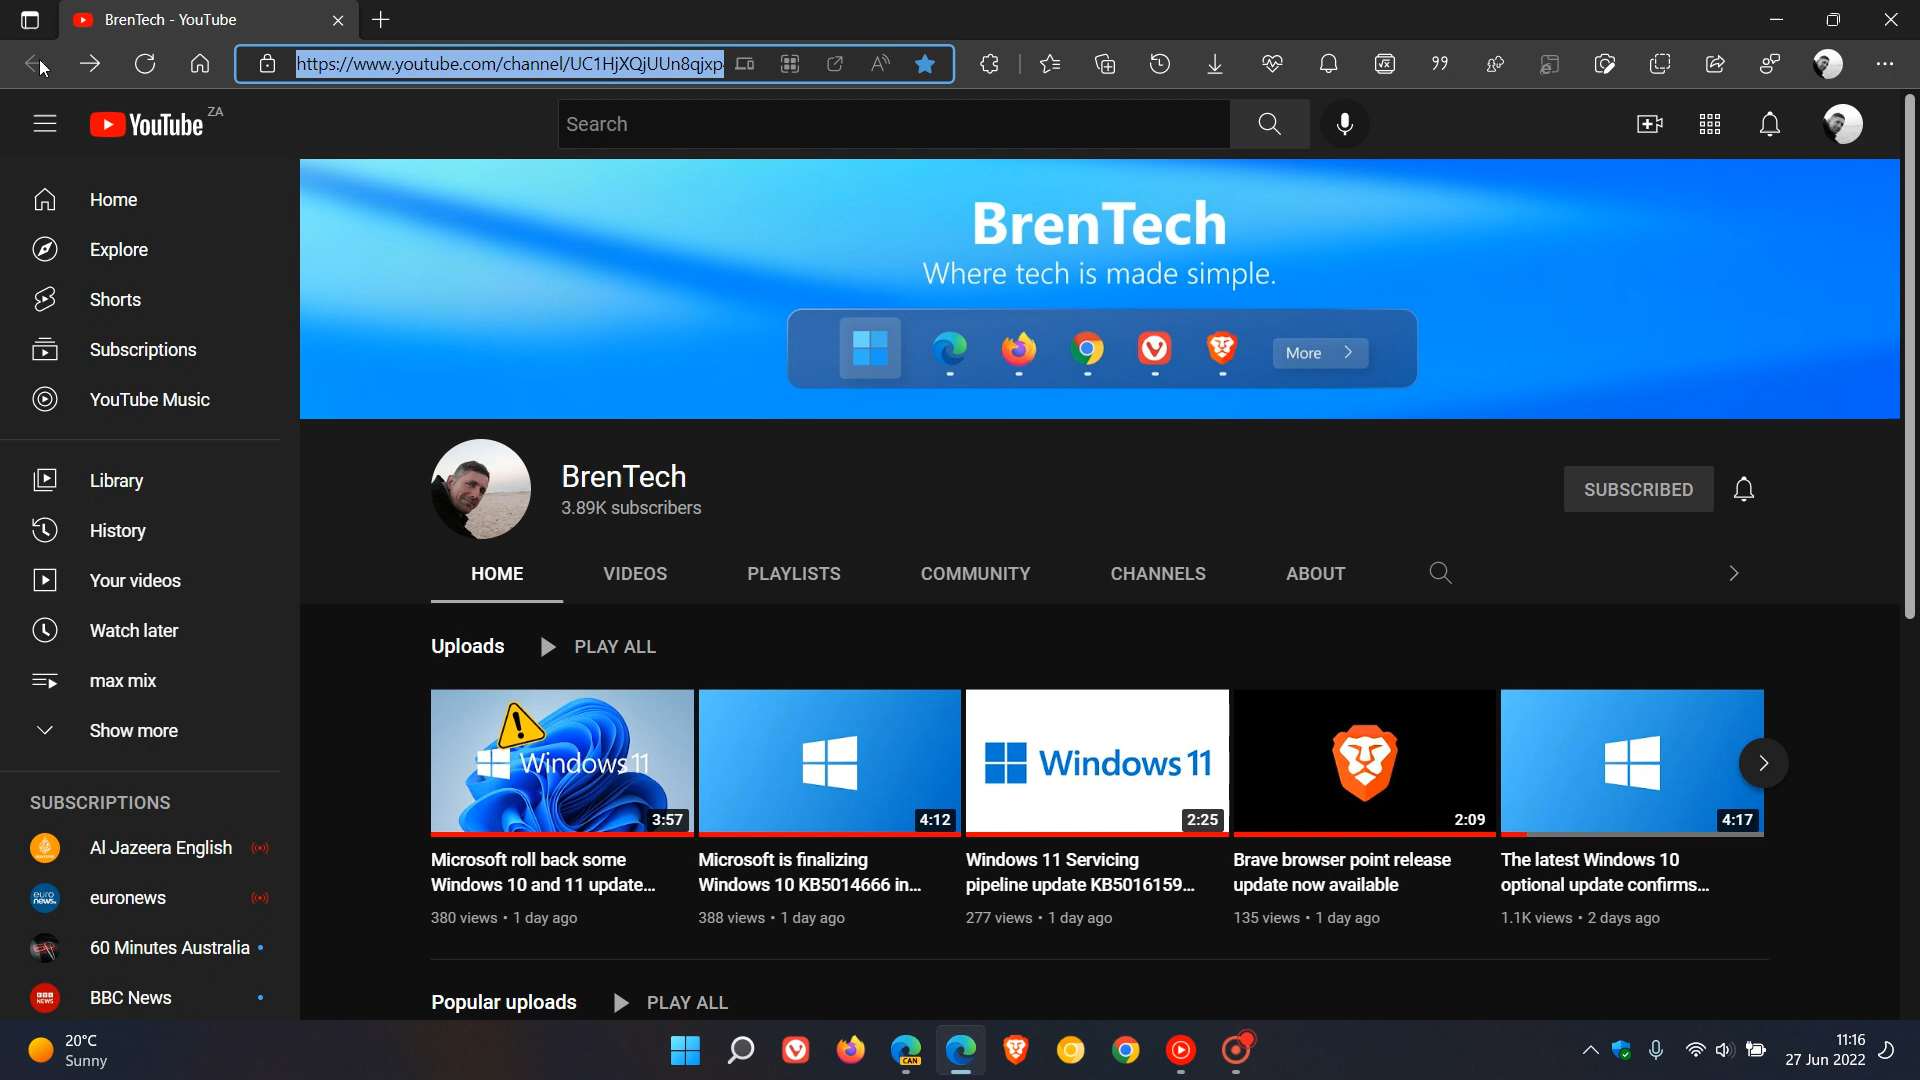 BrenTech - YouTube
https://www.youtube.com/channel/UC1HjXQjUUn8qjxp
YouTube ZA
Search
Home
Explore
Shorts
Subscriptions
YouTube Music
Library
History
Your videos
Watch later
max mix
Show more
SUBSCRIPTIONS
Al Jazeera English
euronews
60 Minutes Australia
BBC News
BrenTech
Where tech is made simple.
More
BrenTech
3.89K subscribers
SUBSCRIBED
HOME VIDEOS PLAYLISTS COMMUNITY CHANNELS ABOUT
Uploads PLAY ALL
Windows 11
3:57
Microsoft roll back some
Windows 10 and 11 update...
380 views • 1 day ago
4:12
Microsoft is finalizing
Windows 10 KB5014666 in...
388 views • 1 day ago
Windows 11
2:25
Windows 11 Servicing
pipeline update KB5016159...
277 views • 1 day ago
2:09
Brave browser point release
update now available
135 views • 1 day ago
4:17
The latest Windows 10
optional update confirms...
1.1K views • 2 days ago
Popular uploads PLAY ALL
20°C
Sunny
CAN
11:16
27 Jun 2022